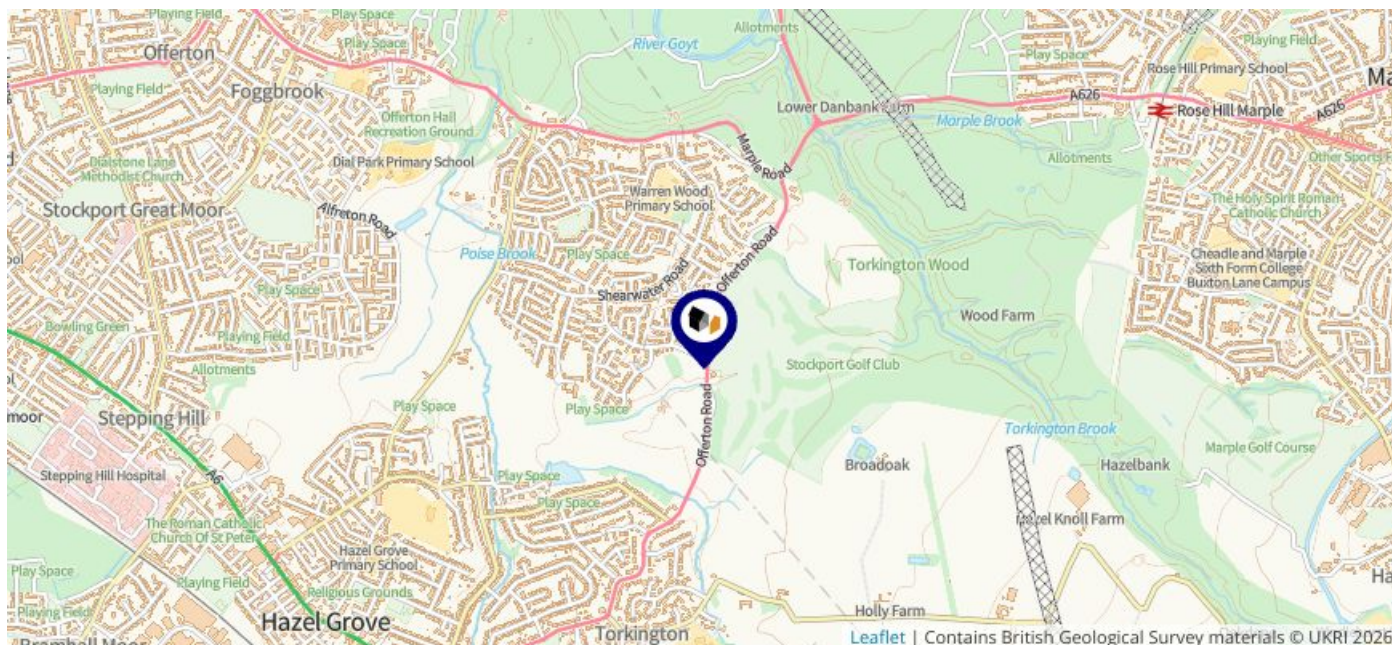 Offerton
Play Space
River Goyt
Allotments
Play Space
Playing Field
Rose Hill Primary School
Playing Field
Foggbrook
Offerton Hall
Recreation Ground
Lower Danbank Farm
A626
Rose Hill Marple
A626
Marple Brook
Dialstone Lane
Methodist Church
Dial Park Primary School
Marple Road
Allotments
Other Sports
Stockport Great Moor
Alfreton Road
Warren Wood
Primary School
The Holy Spirit Roman
Catholic Church
Poise Brook
Play Space
Offerton Road
Torkington Wood
Cheadle and Marple
Sixth Form College
Buxton Lane Campus
Play Space
Shearwater Road
Wood Farm
Bowling Green
Playing Field
Allotments
Stockport Golf Club
Stepping Hill
Play Space
Play Space
Offerton Road
Torkington Brook
Marple Golf Course
moor
A6
Stepping Hill Hospital
Play Space
Broadoak
Hazelbank
Play Space
The Roman Catholic
Church Of St Peter
Hazel Knoll Farm
Hazel Grove
Primary School
Play Space
Playing Field
Religious Grounds
Playing Field
Hazel Grove
Holly Farm
Torkington
Bramhall Moor
Leaflet | Contains British Geological Survey materials © UKRI 2026